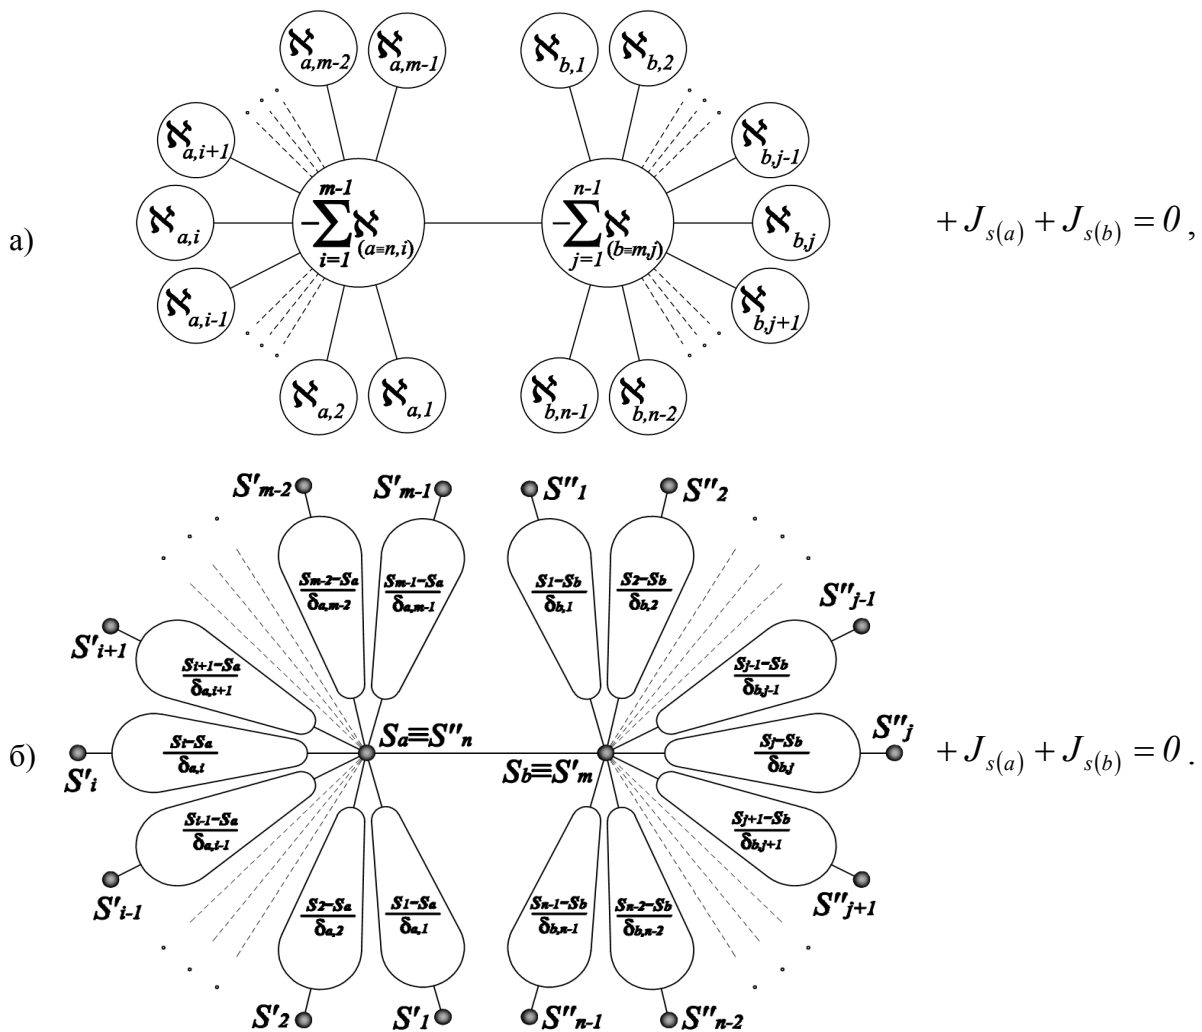 ℵa,m-2 ℵa,m-1 ℵb,1 ℵb,2
ℵa,i+1 ℵb,j-1
а) ℵa,i m-1 −∑ i=1 ℵ(a≡n,i) n-1 −∑ j=1 ℵ(b≡m,j) ℵb,j + J s(a) + J s(b) = 0 ,
ℵa,i-1 ℵb,j+1
ℵa,2 ℵa,1 ℵb,n-1 ℵb,n-2
S'm-2 S'm-1 S''1 S''2
Sm-2−Sa Sm-1−Sa S1−Sb S2−Sb
δa,m-2 δa,m-1 δb,1 δb,2
S'i+1 S''j-1
Si+1−Sa Sj-1−Sb
δa,i+1 δb,j-1
Sa≡S''n
Si−Sa Sj−Sb S''j
б) S'i δa,i Sb≡S'm δb,j + J s(a) + J s(b) = 0 .
Si-1−Sa Sj+1−Sb
δa,i-1 δb,j+1
S'i-1 S''j+1
S2−Sa S1−Sa Sn-1−Sb Sn-2−Sb
δa,2 δa,1 δb,n-1 δb,n-2
S'2 S'1 S''n-1 S''n-2